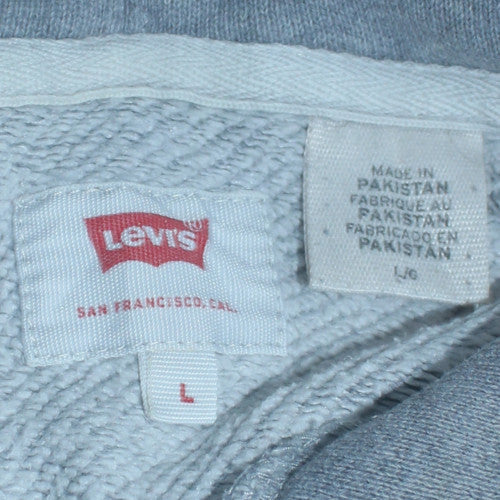 Levi's®
SAN FRANCISCO, CAL.
L
MADE IN
PAKISTAN
FABRIQUE AU
PAKISTAN
FABRICADO EN
PAKISTAN
L/G